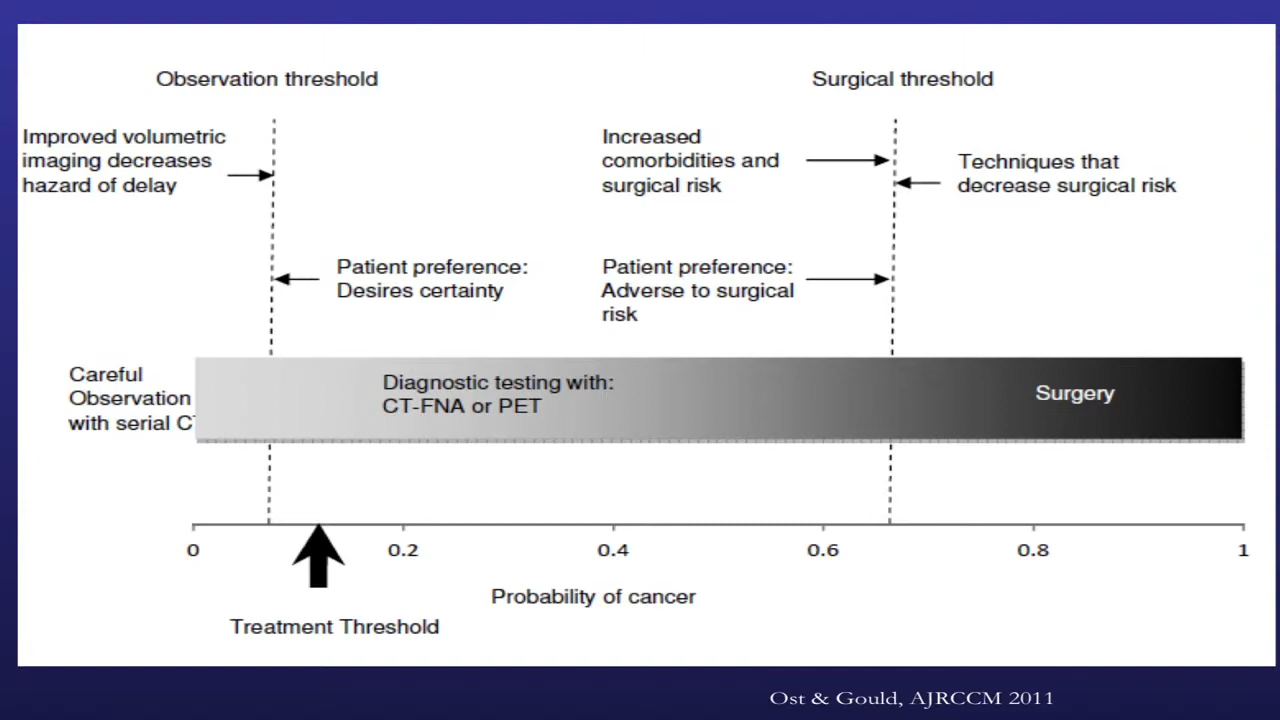 Observation threshold
Surgical threshold
Improved volumetric
imaging decreases
hazard of delay
Increased
comorbidities and
surgical risk
Techniques that
decrease surgical risk
Patient preference:
Desires certainty
Patient preference:
Adverse to surgical
risk
Careful
Observation
with serial C
Diagnostic testing with:
CT-FNA or PET
Surgery
0
0.2
0.4
0.6
0.8
1
Probability of cancer
Treatment Threshold
Ost & Gould, AJRCCM 2011